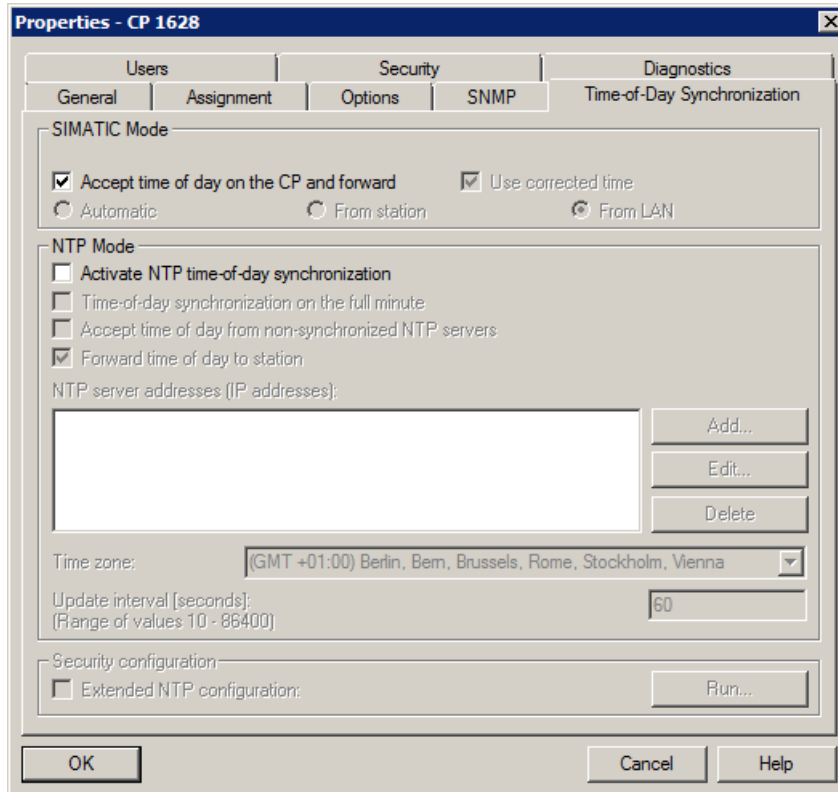 Properties - CP 1628
Users Security Diagnostics
General Assignment Options SNMP Time-of-Day Synchronization
SIMATIC Mode
Accept time of day on the CP and forward Use corrected time
Automatic From station From LAN
NTP Mode
Activate NTP time-of-day synchronization
Time-of-day synchronization on the full minute
Accept time of day from non-synchronized NTP servers
Forward time of day to station
NTP server addresses (IP addresses):
Add...
Edit...
Delete
Time zone: (GMT +01:00) Berlin, Bern, Brussels, Rome, Stockholm, Vienna
Update interval [seconds]: 60
(Range of values 10 - 86400)
Security configuration
Extended NTP configuration: Run...
OK Cancel Help